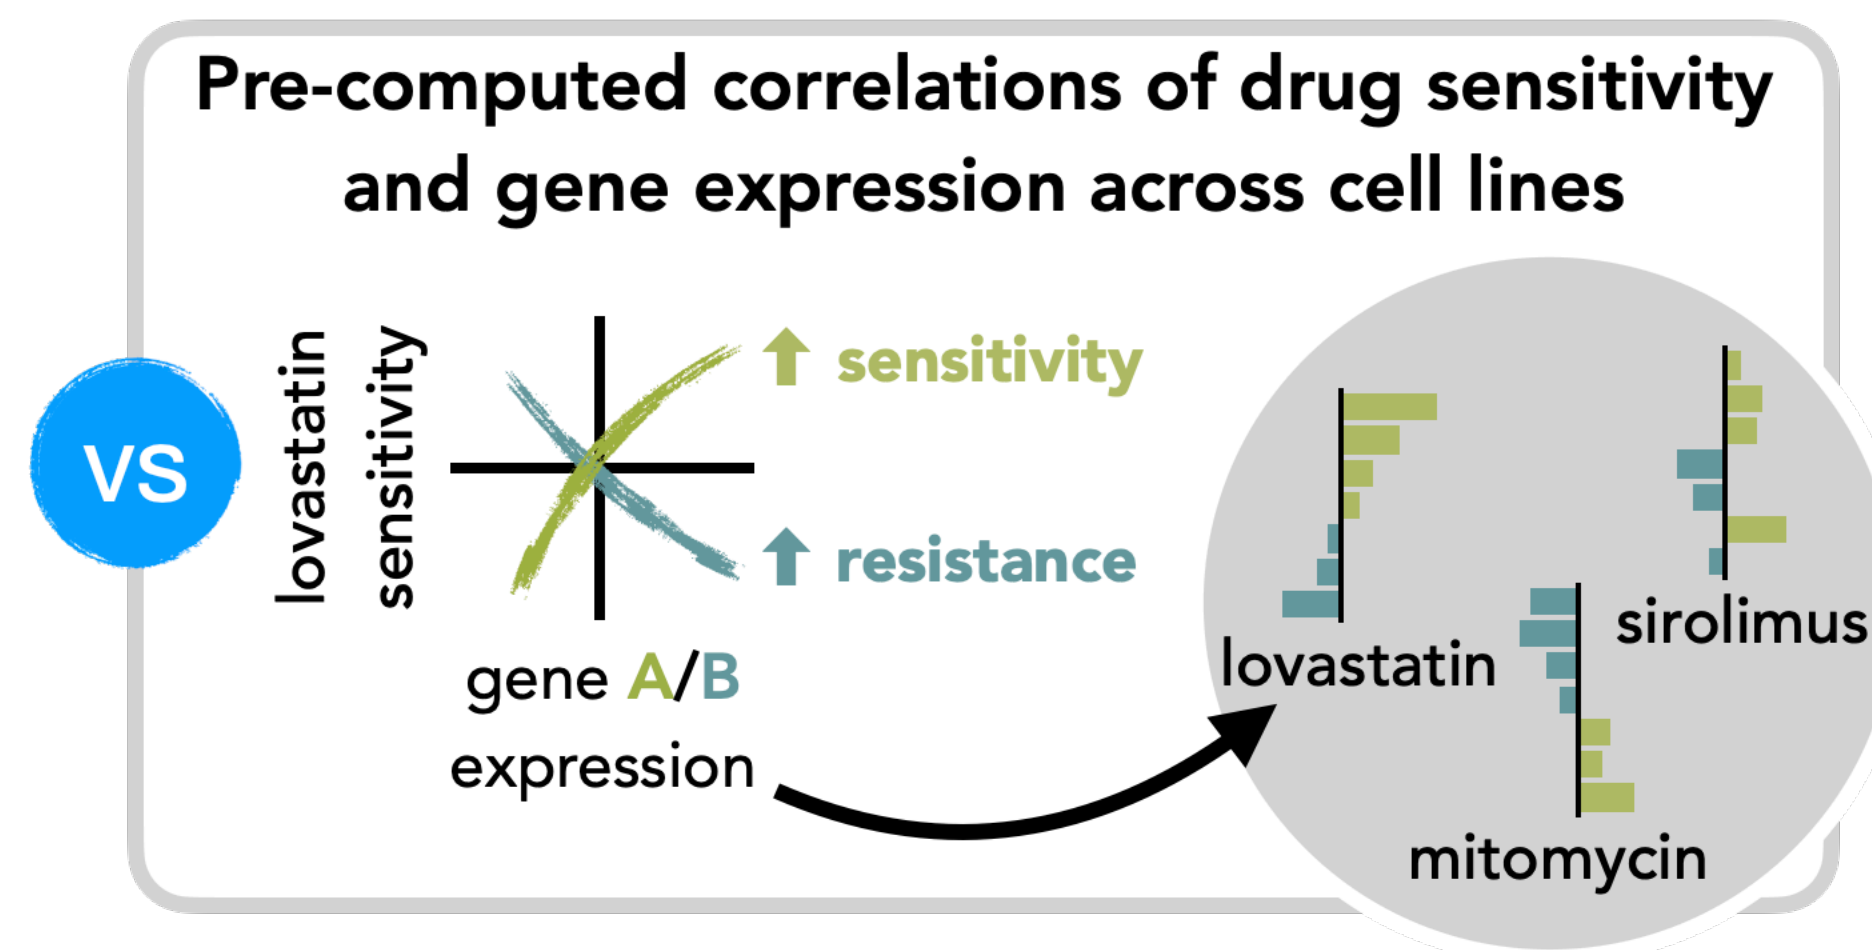 Pre-computed correlations of drug sensitivity
and gene expression across cell lines
VS
lovastatin
sensitivity
sensitivity
resistance
gene A/B
expression
lovastatin
sirolimus
mitomycin